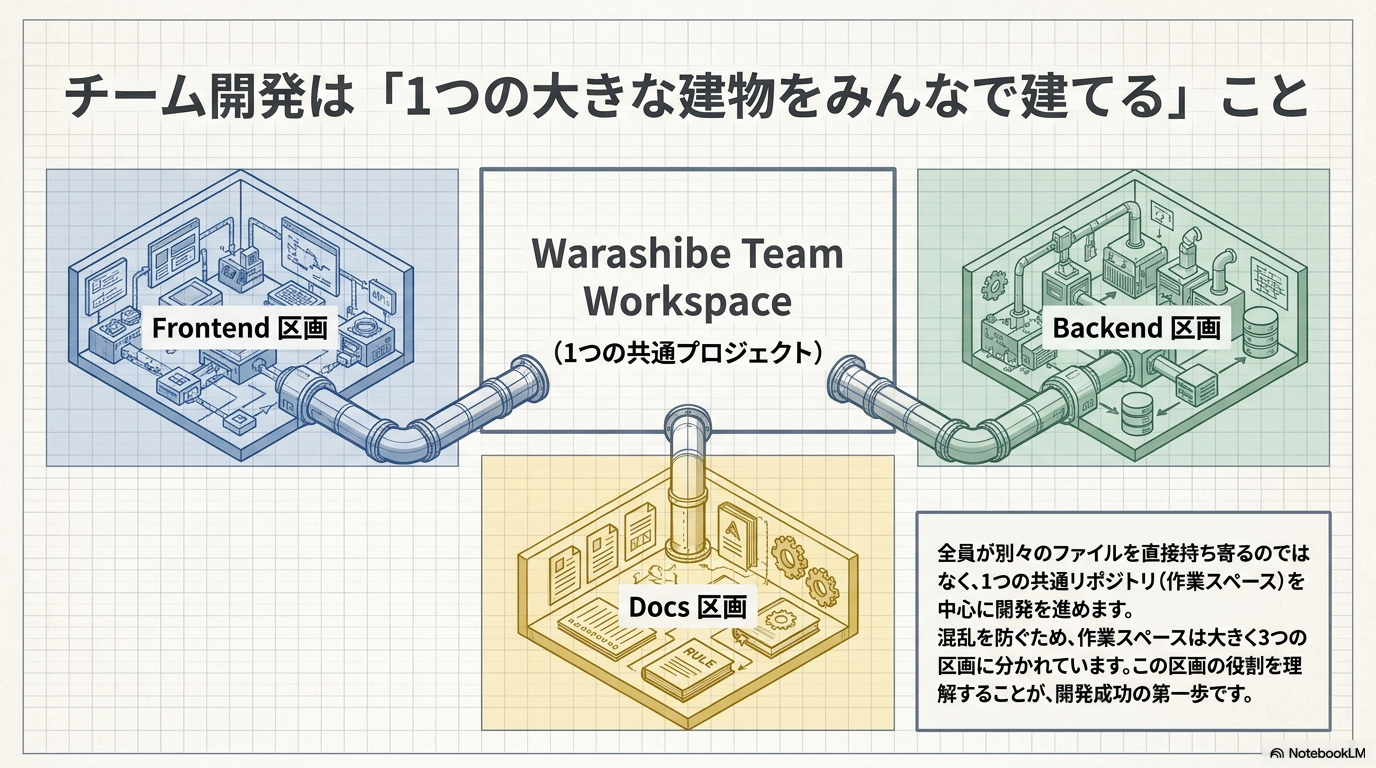 チーム開発は「1つの大きな建物をみんなで建てる」こと
Frontend 区画
Warashibe Team
Workspace
（1つの共通プロジェクト）
Backend 区画
Docs 区画
A
RULE
全員が別々のファイルを直接持ち寄るのでは
なく、1つの共通リポジトリ（作業スペース）を
中心に開発を進めます。
混乱を防ぐため、作業スペースは大きく3つの
区画に分かれています。この区画の役割を理
解することが、開発成功の第一歩です。
NotebookLM